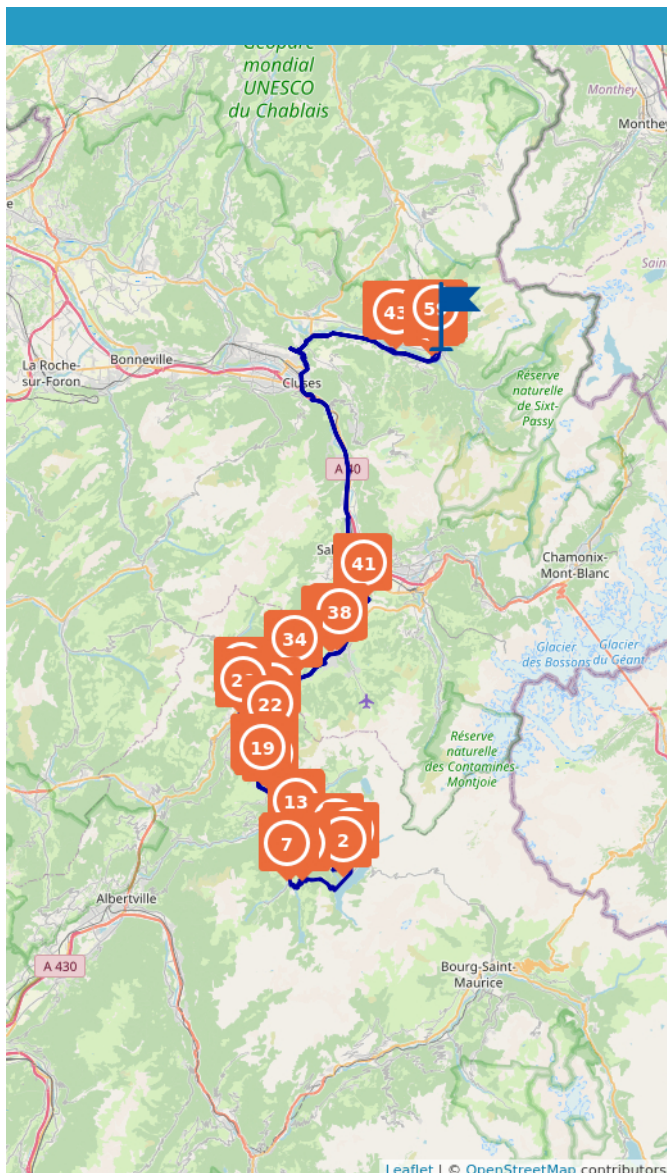 Géoparc
mondial
UNESCO
du Chablais
Monthey
Monthey
e
43
La Roche-
sur-Foron
Bonneville
Cluses
Réserve
naturelle
de Sixt-
Passy
A 40
41
Chamonix-
Mont-Blanc
38
34
Glacier
des Bossons
Glacier
du Géant
22
19
Réserve
naturelle
des Contamines
Montjoie
13
7
2
Albertville
A 430
Bourg-Saint-
Maurice
Leaflet | © OpenStreetMap contributors